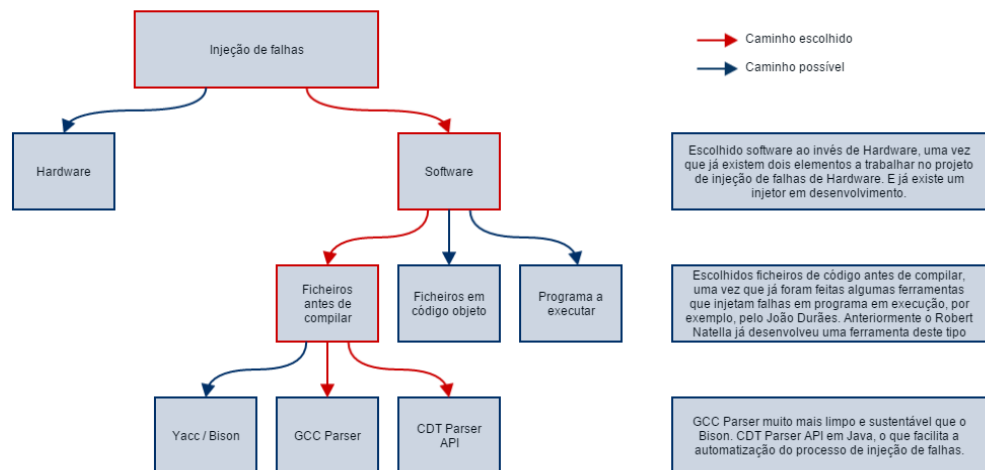 Injeção de falhas
Caminho escolhido
Caminho possível
Hardware
Software
Escolhido software ao invés de Hardware, uma vez
que já existem dois elementos a trabalhar no projeto
de injeção de falhas de Hardware. E já existe um
injetor em desenvolvimento.
Ficheiros
antes de
compilar
Ficheiros em
código objeto
Programa a
executar
Escolhidos ficheiros de código antes de compilar,
uma vez que já foram feitas algumas ferramentas
que injetam falhas em programa em execução, por
exemplo, pelo João Durães. Anteriormente o Robert
Natella já desenvolveu uma ferramenta deste tipo
Yacc / Bison
GCC Parser
CDT Parser
API
GCC Parser muito mais limpo e sustentável que o
Bison. CDT Parser API em Java, o que facilita a
automatização do processo de injeção de falhas.